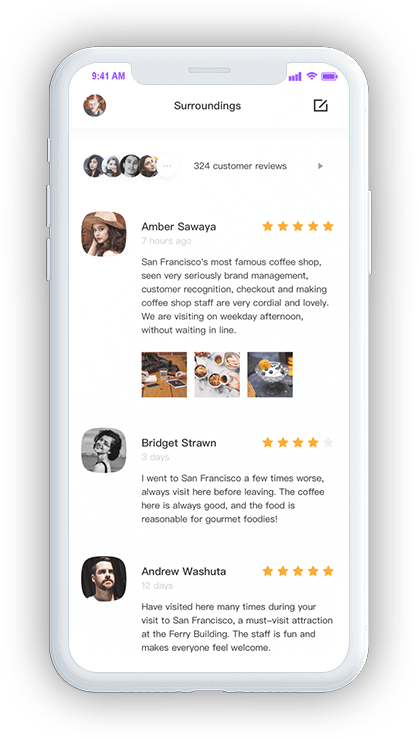 9:41 AM
Surroundings
324 customer reviews
Amber Sawaya
7 hours ago
San Francisco's most famous coffee shop,
seen very seriously brand management,
customer recognition, checkout and making
coffee shop staff are very cordial and lovely.
We are visiting on weekday afternoon,
without waiting in line.
Bridget Strawn
3 days
I went to San Francisco a few times worse,
always visit here before leaving. The coffee
here is always good, and the food is
reasonable for gourmet foodies!
Andrew Washuta
12 days
Have visited here many times during your
visit to San Francisco, a must-visit attraction
at the Ferry Building. The staff is fun and
makes everyone feel welcome.